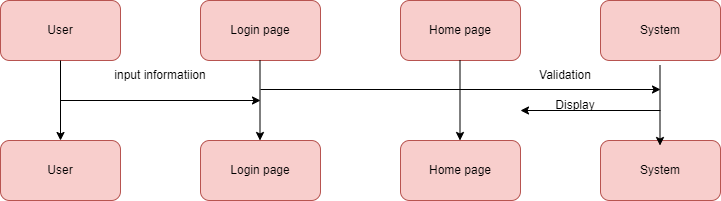 User
Login page
Home page
System
input informatiion
Validation
Display
User
Login page
Home page
System